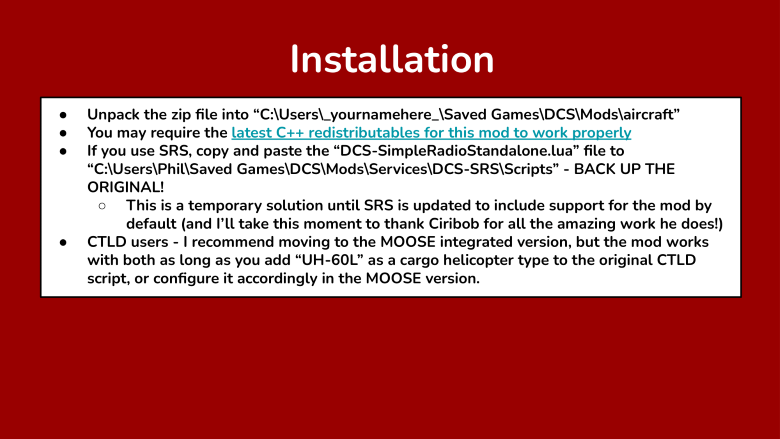 Installation
● Unpack the zip file into “C:\Users\_yournamehere_\Saved Games\DCS\Mods\aircraft”
● You may require the latest C++ redistributables for this mod to work properly
● If you use SRS, copy and paste the “DCS-SimpleRadioStandalone.lua” file to
“C:\Users\Phil\Saved Games\DCS\Mods\Services\DCS-SRS\Scripts” - BACK UP THE
ORIGINAL!
○ This is a temporary solution until SRS is updated to include support for the mod by
default (and I’ll take this moment to thank Ciribob for all the amazing work he does!)
● CTLD users - I recommend moving to the MOOSE integrated version, but the mod works
with both as long as you add “UH-60L” as a cargo helicopter type to the original CTLD
script, or configure it accordingly in the MOOSE version.